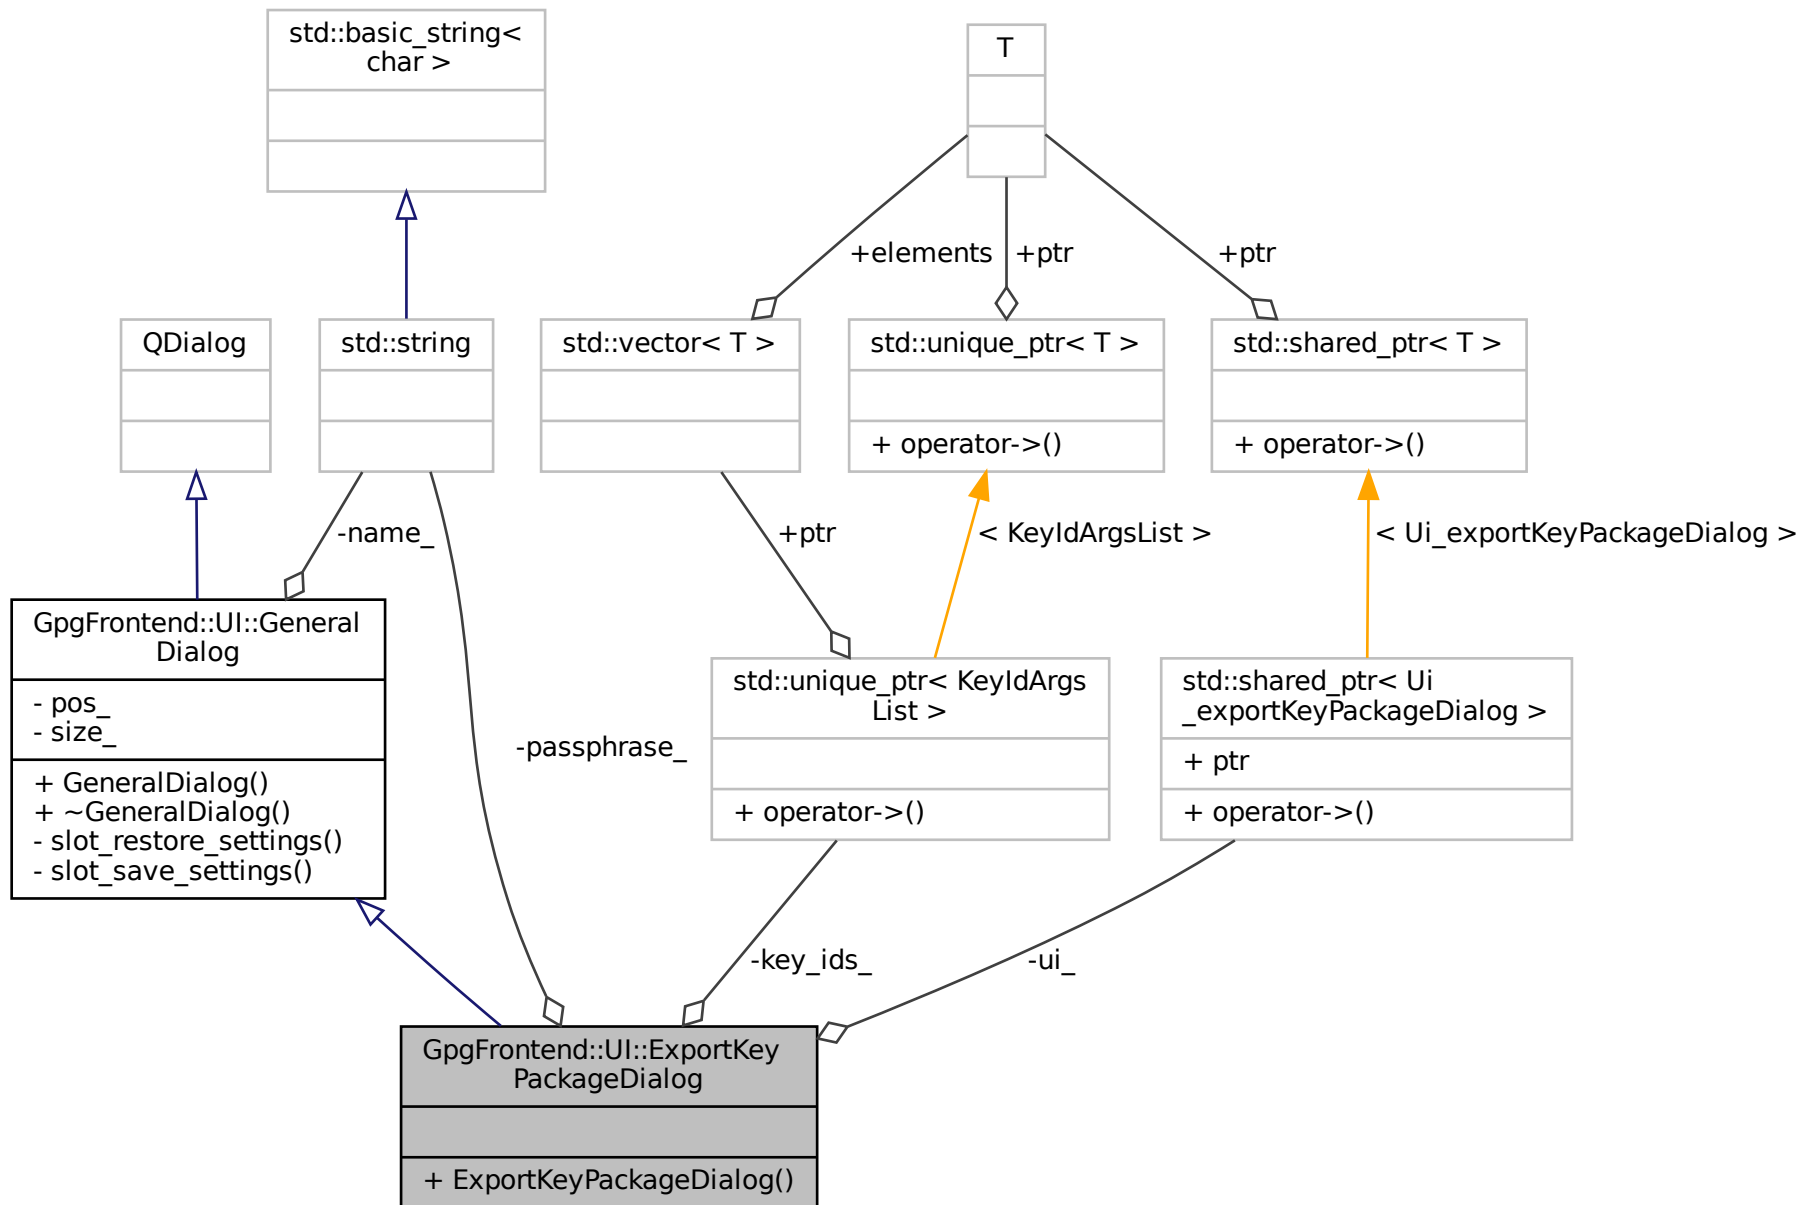 std::basic_string<
char >
T
+elements
+ptr
+ptr
QDialog
std::string
std::vector< T >
std::unique_ptr< T >
+ operator->()
std::shared_ptr< T >
+ operator->()
-name_
+ptr
< KeyIdArgsList >
< Ui_exportKeyPackageDialog >
GpgFrontend::UI::General
Dialog
- pos_
- size_
+ GeneralDialog()
+ ~GeneralDialog()
- slot_restore_settings()
- slot_save_settings()
-passphrase_
std::unique_ptr< KeyIdArgs
List >
+ operator->()
std::shared_ptr< Ui
_exportKeyPackageDialog >
+ ptr
+ operator->()
-key_ids_
-ui_
GpgFrontend::UI::ExportKey
PackageDialog
+ ExportKeyPackageDialog()